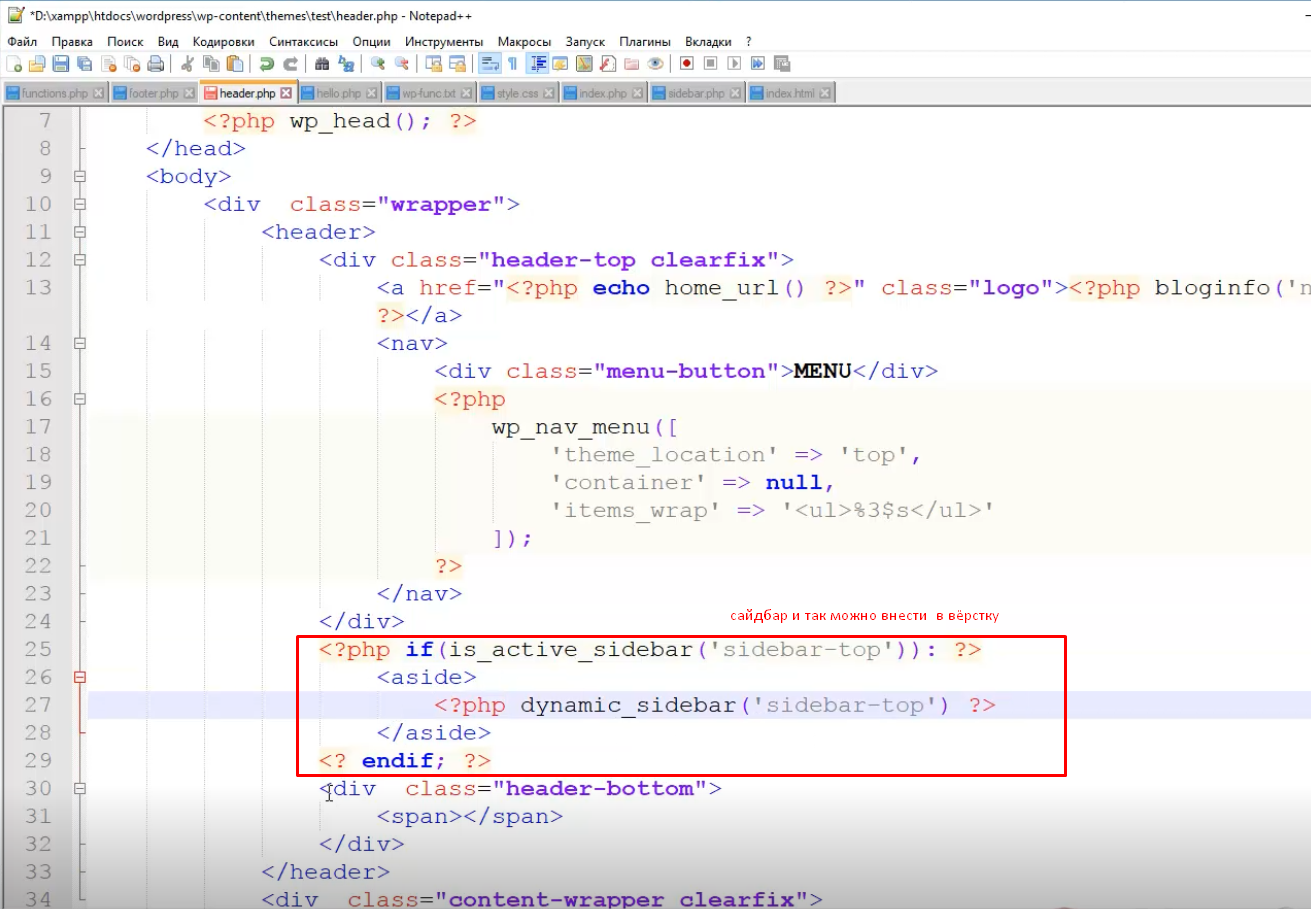 *D:\xampp\htdocs\wordpress\wp-content\themes\test\header.php - Notepad++
Файл Правка Поиск Вид Кодировки Синтаксисы Опции Инструменты Макросы Запуск Плагины Вкладки ?
functions.php footer.php header.php hello.php wp-func.txt style.css index.php sidebar.php index.html
7 <?php wp_head(); ?>
8 </head>
9 <body>
10 <div  class="wrapper">
11 <header>
12 <div class="header-top clearfix">
13 <a href="<?php echo home_url() ?>" class="logo"><?php bloginfo('n
?></a>
14 <nav>
15 <div class="menu-button">MENU</div>
16 <?php
17 wp_nav_menu([
18 'theme_location' => 'top',
19 'container' => null,
20 'items_wrap' => '<ul>%3$s</ul>'
21 ]);
22 ?>
23 </nav>
сайдбар и так можно внести  в вёрстку
24 </div>
25 <?php if(is_active_sidebar('sidebar-top')): ?>
26 <aside>
27 <?php dynamic_sidebar('sidebar-top') ?>
28 </aside>
29 <? endif; ?>
30 <div  class="header-bottom">
31 <span></span>
32 </div>
33 </header>
34 <div  class="content-wrapper clearfix">